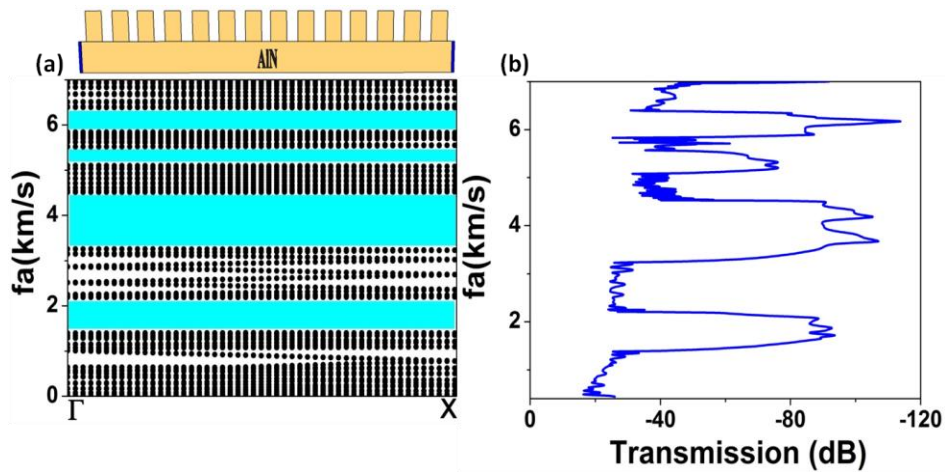 AlN
(a)
(b)
6
4
2
0
fa(km/s)
Γ
X
6
4
2
fa(km/s)
0
-40
-80
-120
Transmission (dB)